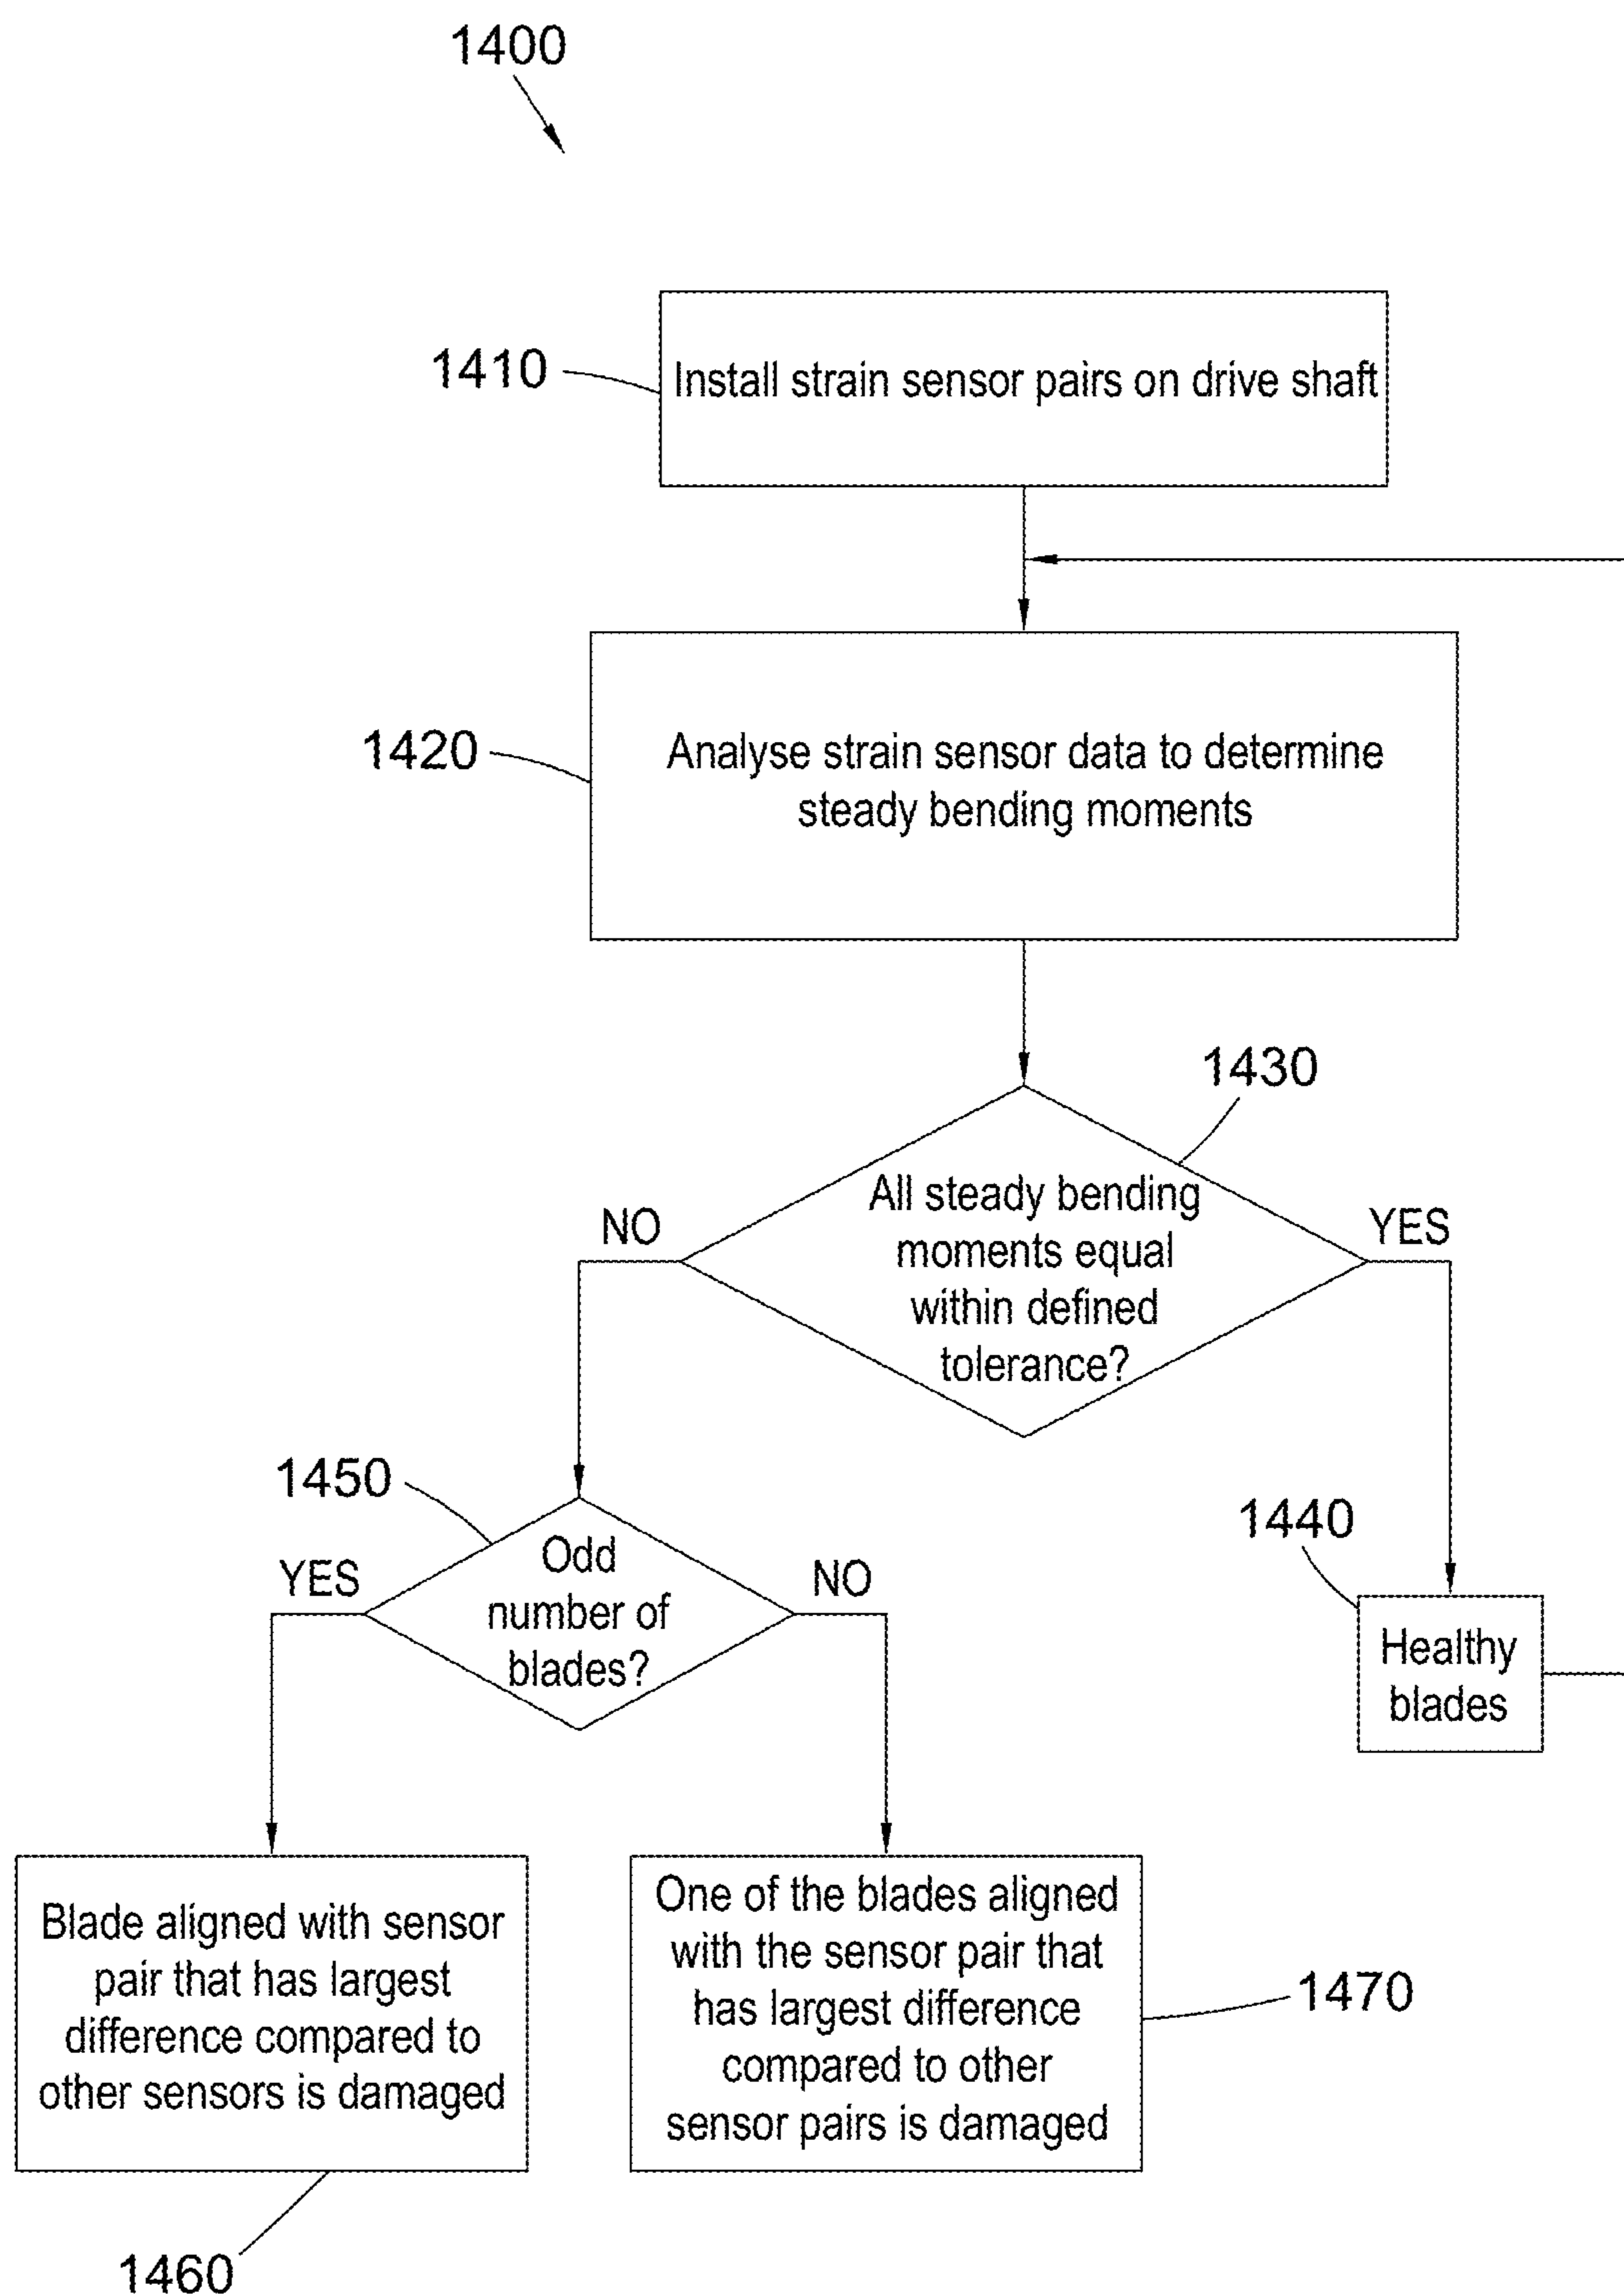 1400
1410
Install strain sensor pairs on drive shaft
1420
Analyse strain sensor data to determine
steady bending moments
1430
All steady bending
moments equal
within defined
tolerance?
NO
YES
1450
Odd
number of
blades?
YES
NO
1440
Healthy
blades
Blade aligned with sensor
pair that has largest
difference compared to
other sensors is damaged
1460
One of the blades aligned
with the sensor pair that
has largest difference
compared to other
sensor pairs is damaged
1470